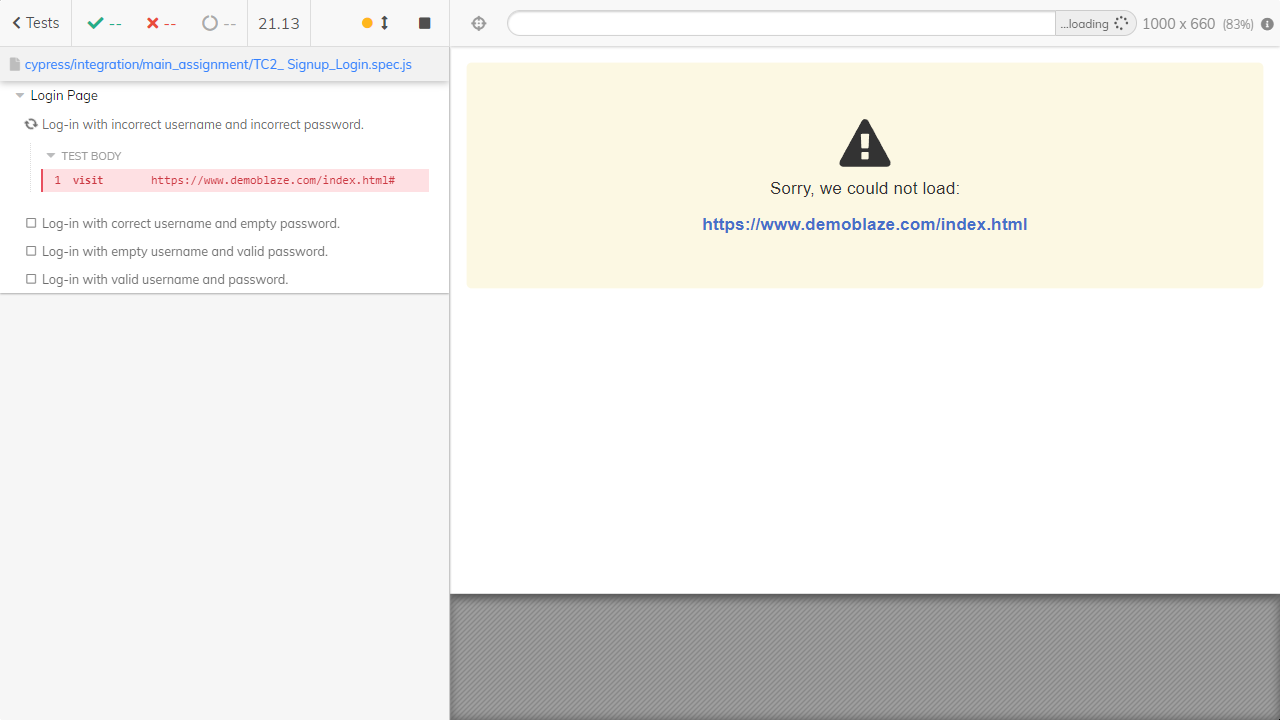 Tests -- -- -- 21.13
cypress/integration/main_assignment/TC2_ Signup_Login.spec.js
Login Page
Log-in with incorrect username and incorrect password.
TEST BODY
1 visit https://www.demoblaze.com/index.html#
Log-in with correct username and empty password.
Log-in with empty username and valid password.
Log-in with valid username and password.
...loading 1000 x 660 (83%)
Sorry, we could not load:
https://www.demoblaze.com/index.html